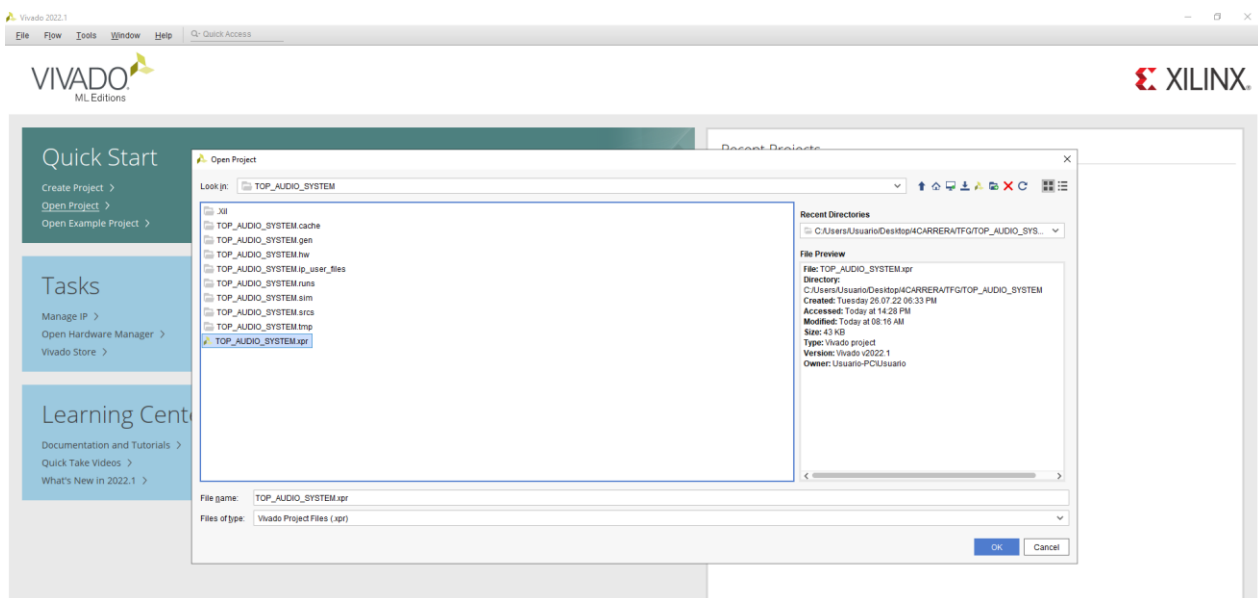 Vivado 2022.1
File Flow Tools Window Help Q- Quick Access
VIVADO
ML Editions
XILINX
Quick Start
Create Project >
Open Project >
Open Example Project >
Tasks
Manage IP >
Open Hardware Manager >
Vivado Store >
Learning Cent
Documentation and Tutorials >
Quick Take Videos >
What's New in 2022.1 >
Recent Projects
Open Project
Look in: TOP_AUDIO_SYSTEM
.Xil
TOP_AUDIO_SYSTEM.cache
TOP_AUDIO_SYSTEM.gen
TOP_AUDIO_SYSTEM.hw
TOP_AUDIO_SYSTEM.ip_user_files
TOP_AUDIO_SYSTEM.runs
TOP_AUDIO_SYSTEM.sim
TOP_AUDIO_SYSTEM.srcs
TOP_AUDIO_SYSTEM.tmp
TOP_AUDIO_SYSTEM.xpr
Recent Directories
C:/Users/Usuario/Desktop/4CARRERA/TFG/TOP_AUDIO_SYS...
File Preview
File: TOP_AUDIO_SYSTEM.xpr
Directory:
C:/Users/Usuario/Desktop/4CARRERA/TFG/TOP_AUDIO_SYSTEM
Created: Tuesday 26.07.22 06:33 PM
Accessed: Today at 14:28 PM
Modified: Today at 08:16 AM
Size: 43 KB
Type: Vivado project
Version: Vivado v2022.1
Owner: Usuario-PC\Usuario
File name: TOP_AUDIO_SYSTEM.xpr
Files of type: Vivado Project Files (.xpr)
OK Cancel